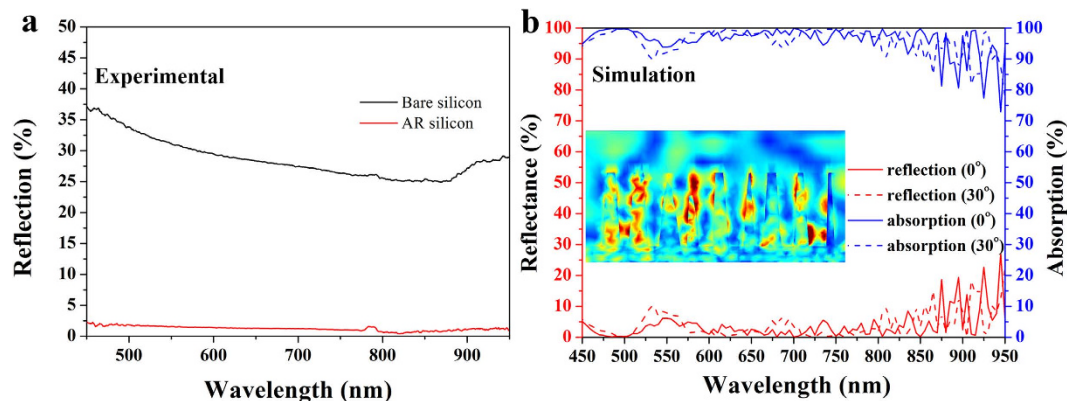 a
Experimental
Bare silicon
AR silicon
Reflection (%)
50
45
40
35
30
25
20
15
10
5
0
500 600 700 800 900
Wavelength (nm)
b
Simulation
reflection (0°)
reflection (30°)
absorption (0°)
absorption (30°)
Reflectance (%)
100
90
80
70
60
50
40
30
20
10
0
Absorption (%)
100
90
80
70
60
50
40
30
20
10
0
450 500 550 600 650 700 750 800 850 900 950
Wavelength (nm)